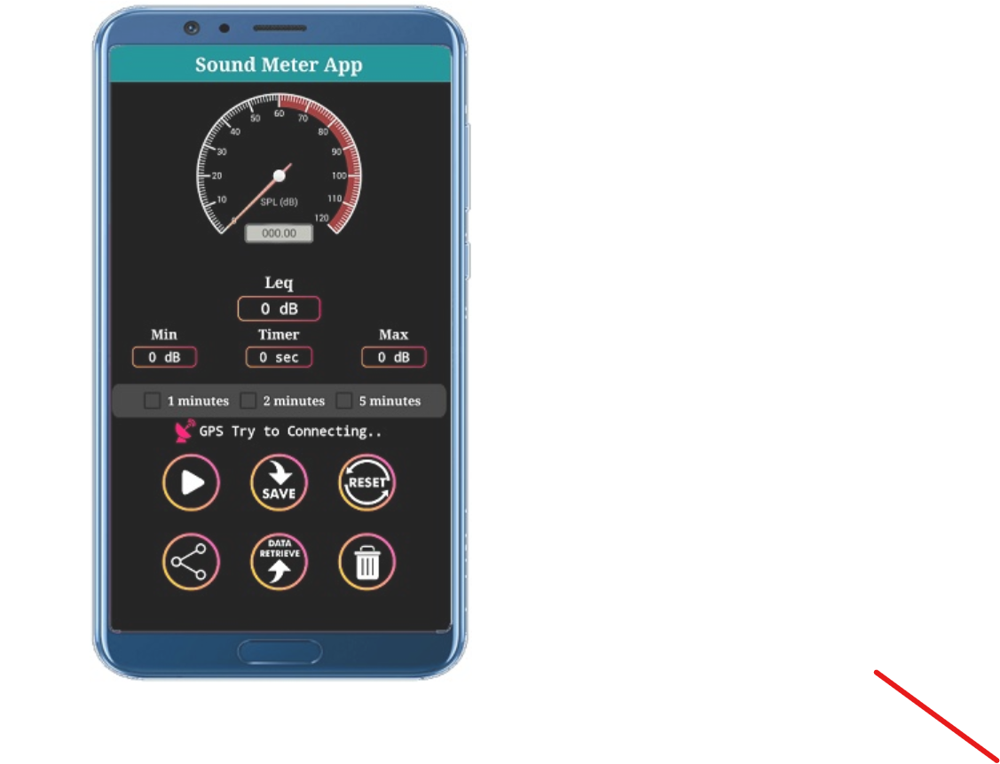 Sound Meter App
0
10
20
30
40
50
60
70
80
90
100
110
120
SPL (dB)
000.00
Leq
0 dB
Min Timer Max
0 dB 0 sec 0 dB
1 minutes 2 minutes 5 minutes
GPS Try to Connecting..
SAVE
RESET
DATA
RETRIEVE